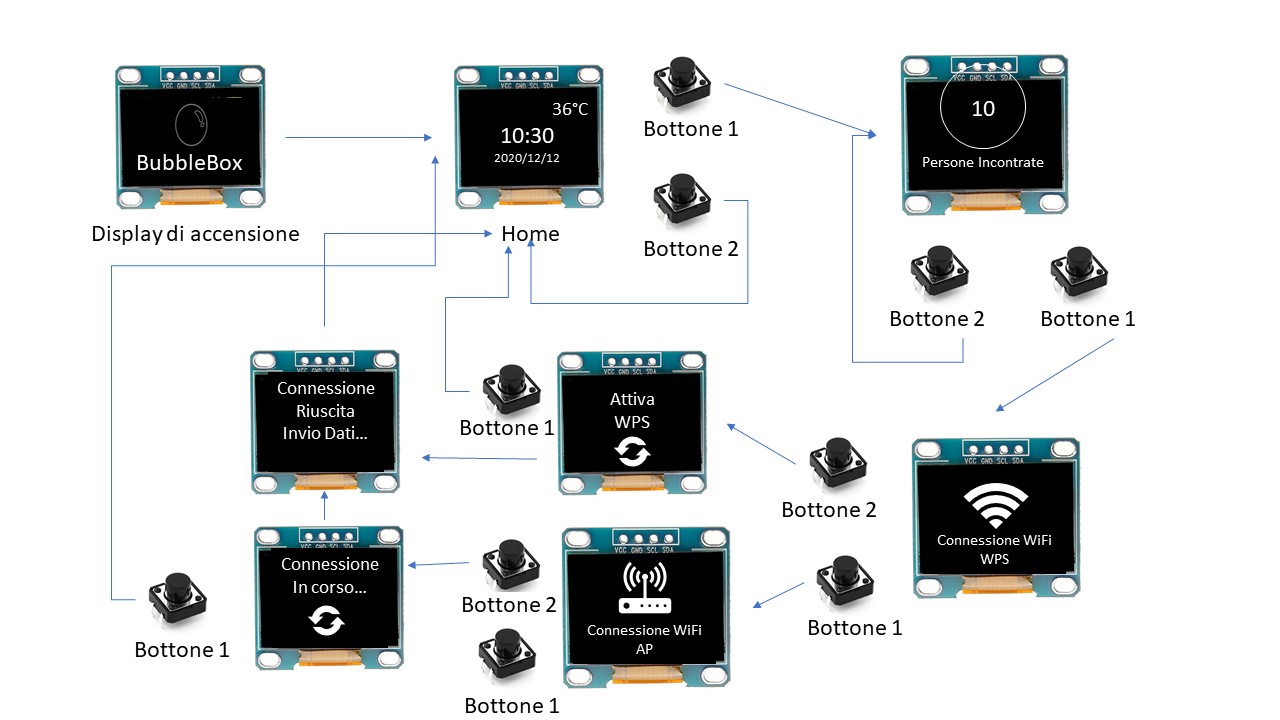 VCC GND SCL SDA
BubbleBox
Display di accensione
VCC GND SCL SDA
36°C
10:30
2020/12/12
Home
Bottone 1
Bottone 2
VCC GND SCL SDA
10
Persone Incontrate
Bottone 2
Bottone 1
VCC GND SCL SDA
Connessione
Riuscita
Invio Dati...
Bottone 1
VCC GND SCL SDA
Attiva
WPS
Bottone 2
VCC GND SCL SDA
Connessione WiFi
WPS
Bottone 1
VCC GND SCL SDA
Connessione
In corso...
Bottone 1
Bottone 2
Bottone 1
VCC GND SCL SDA
Connessione WiFi
AP